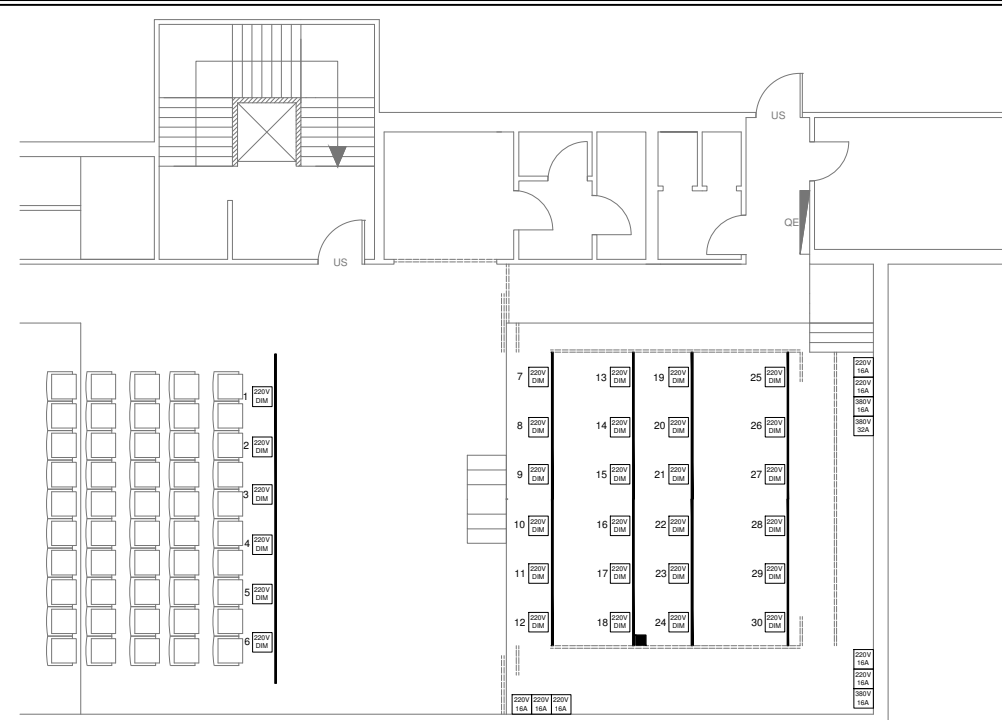 US
QE
US
220V
16A
220V
16A
380V
16A
380V
32A
7 220V
DIM
13 220V
DIM
19 220V
DIM
25 220V
DIM
1 220V
DIM
8 220V
DIM
14 220V
DIM
20 220V
DIM
26 220V
DIM
2 220V
DIM
9 220V
DIM
15 220V
DIM
21 220V
DIM
27 220V
DIM
3 220V
DIM
10 220V
DIM
16 220V
DIM
22 220V
DIM
28 220V
DIM
4 220V
DIM
11 220V
DIM
17 220V
DIM
23 220V
DIM
29 220V
DIM
5 220V
DIM
12 220V
DIM
18 220V
DIM
24 220V
DIM
30 220V
DIM
6 220V
DIM
220V
16A
220V
16A
380V
16A
220V 220V 220V
16A 16A 16A